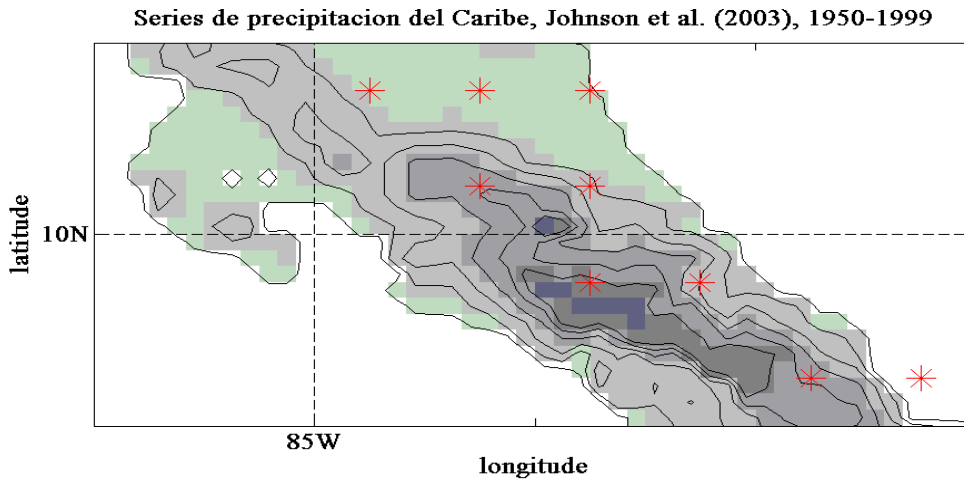 Series de precipitacion del Caribe, Johnson et al. (2003), 1950-1999
latitude
10N
85W
longitude